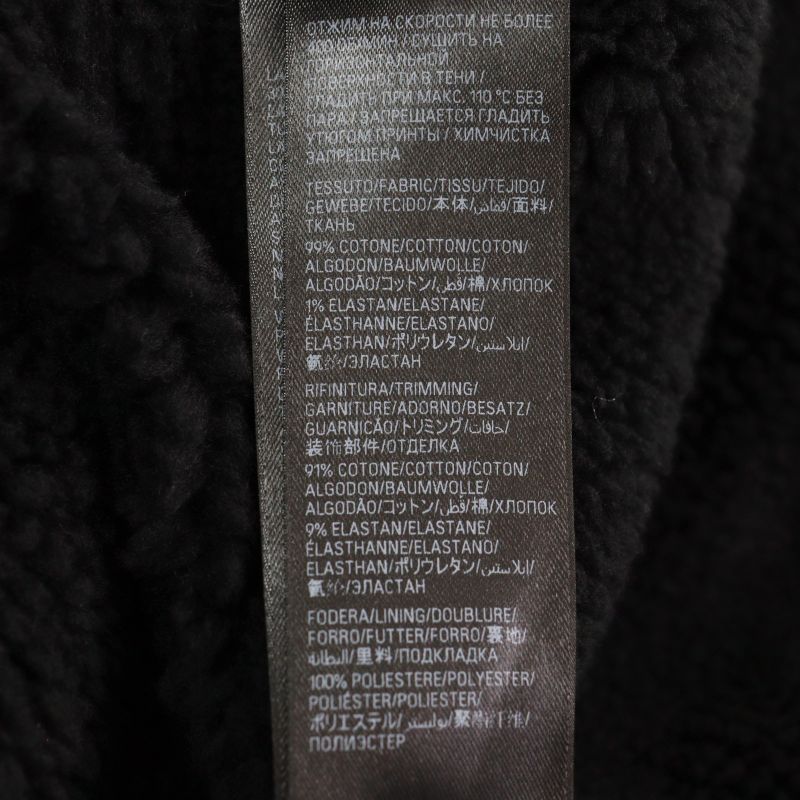 ОТЖИМ НА СКОРОСТИ НЕ БОЛЕЕ
400 ОБ/МИН / СУШИТЬ НА
ГОРИЗОНТАЛЬНОЙ
ПОВЕРХНОСТИ В ТЕНИ /
ГЛАДИТЬ ПРИ МАКС. 110 °C БЕЗ
ПАРА / ЗАПРЕЩАЕТСЯ ГЛАДИТЬ
УТЮГОМ ПРИНТЫ / ХИМЧИСТКА
ЗАПРЕЩЕНА
TESSUTO/FABRIC/TISSU/TEJIDO/
GEWEBE/TECIDO/本体/قماش/面料/
ТКАНЬ
99% COTONE/COTTON/COTON/
ALGODON/BAUMWOLLE/
ALGODÃO/コットン/قطن/棉/ХЛОПОК
1% ELASTAN/ELASTANE/
ÉLASTHANNE/ELASTANO/
ELASTHAN/ポリウレタン/إيلاستين/
氨纶/ЭЛАСТАН
RIFINITURA/TRIMMING/
GARNITURE/ADORNO/BESATZ/
GUARNICÃO/トリミング/حافات/
装饰部件/ОТДЕЛКА
91% COTONE/COTTON/COTON/
ALGODON/BAUMWOLLE/
ALGODÃO/コットン/قطن/棉/ХЛОПОК
9% ELASTAN/ELASTANE/
ÉLASTHANNE/ELASTANO/
ELASTHAN/ポリウレタン/إيلاستين/
氨纶/ЭЛАСТАН
FODERA/LINING/DOUBLURE/
FORRO/FUTTER/FORRO/裏地/
البطانة/里料/ПОДКЛАДКА
100% POLIESTERE/POLYESTER/
POLIÉSTER/POLIESTER/
ポリエステル/بوليستر/聚酯纤维/
ПОЛИЭСТЕР